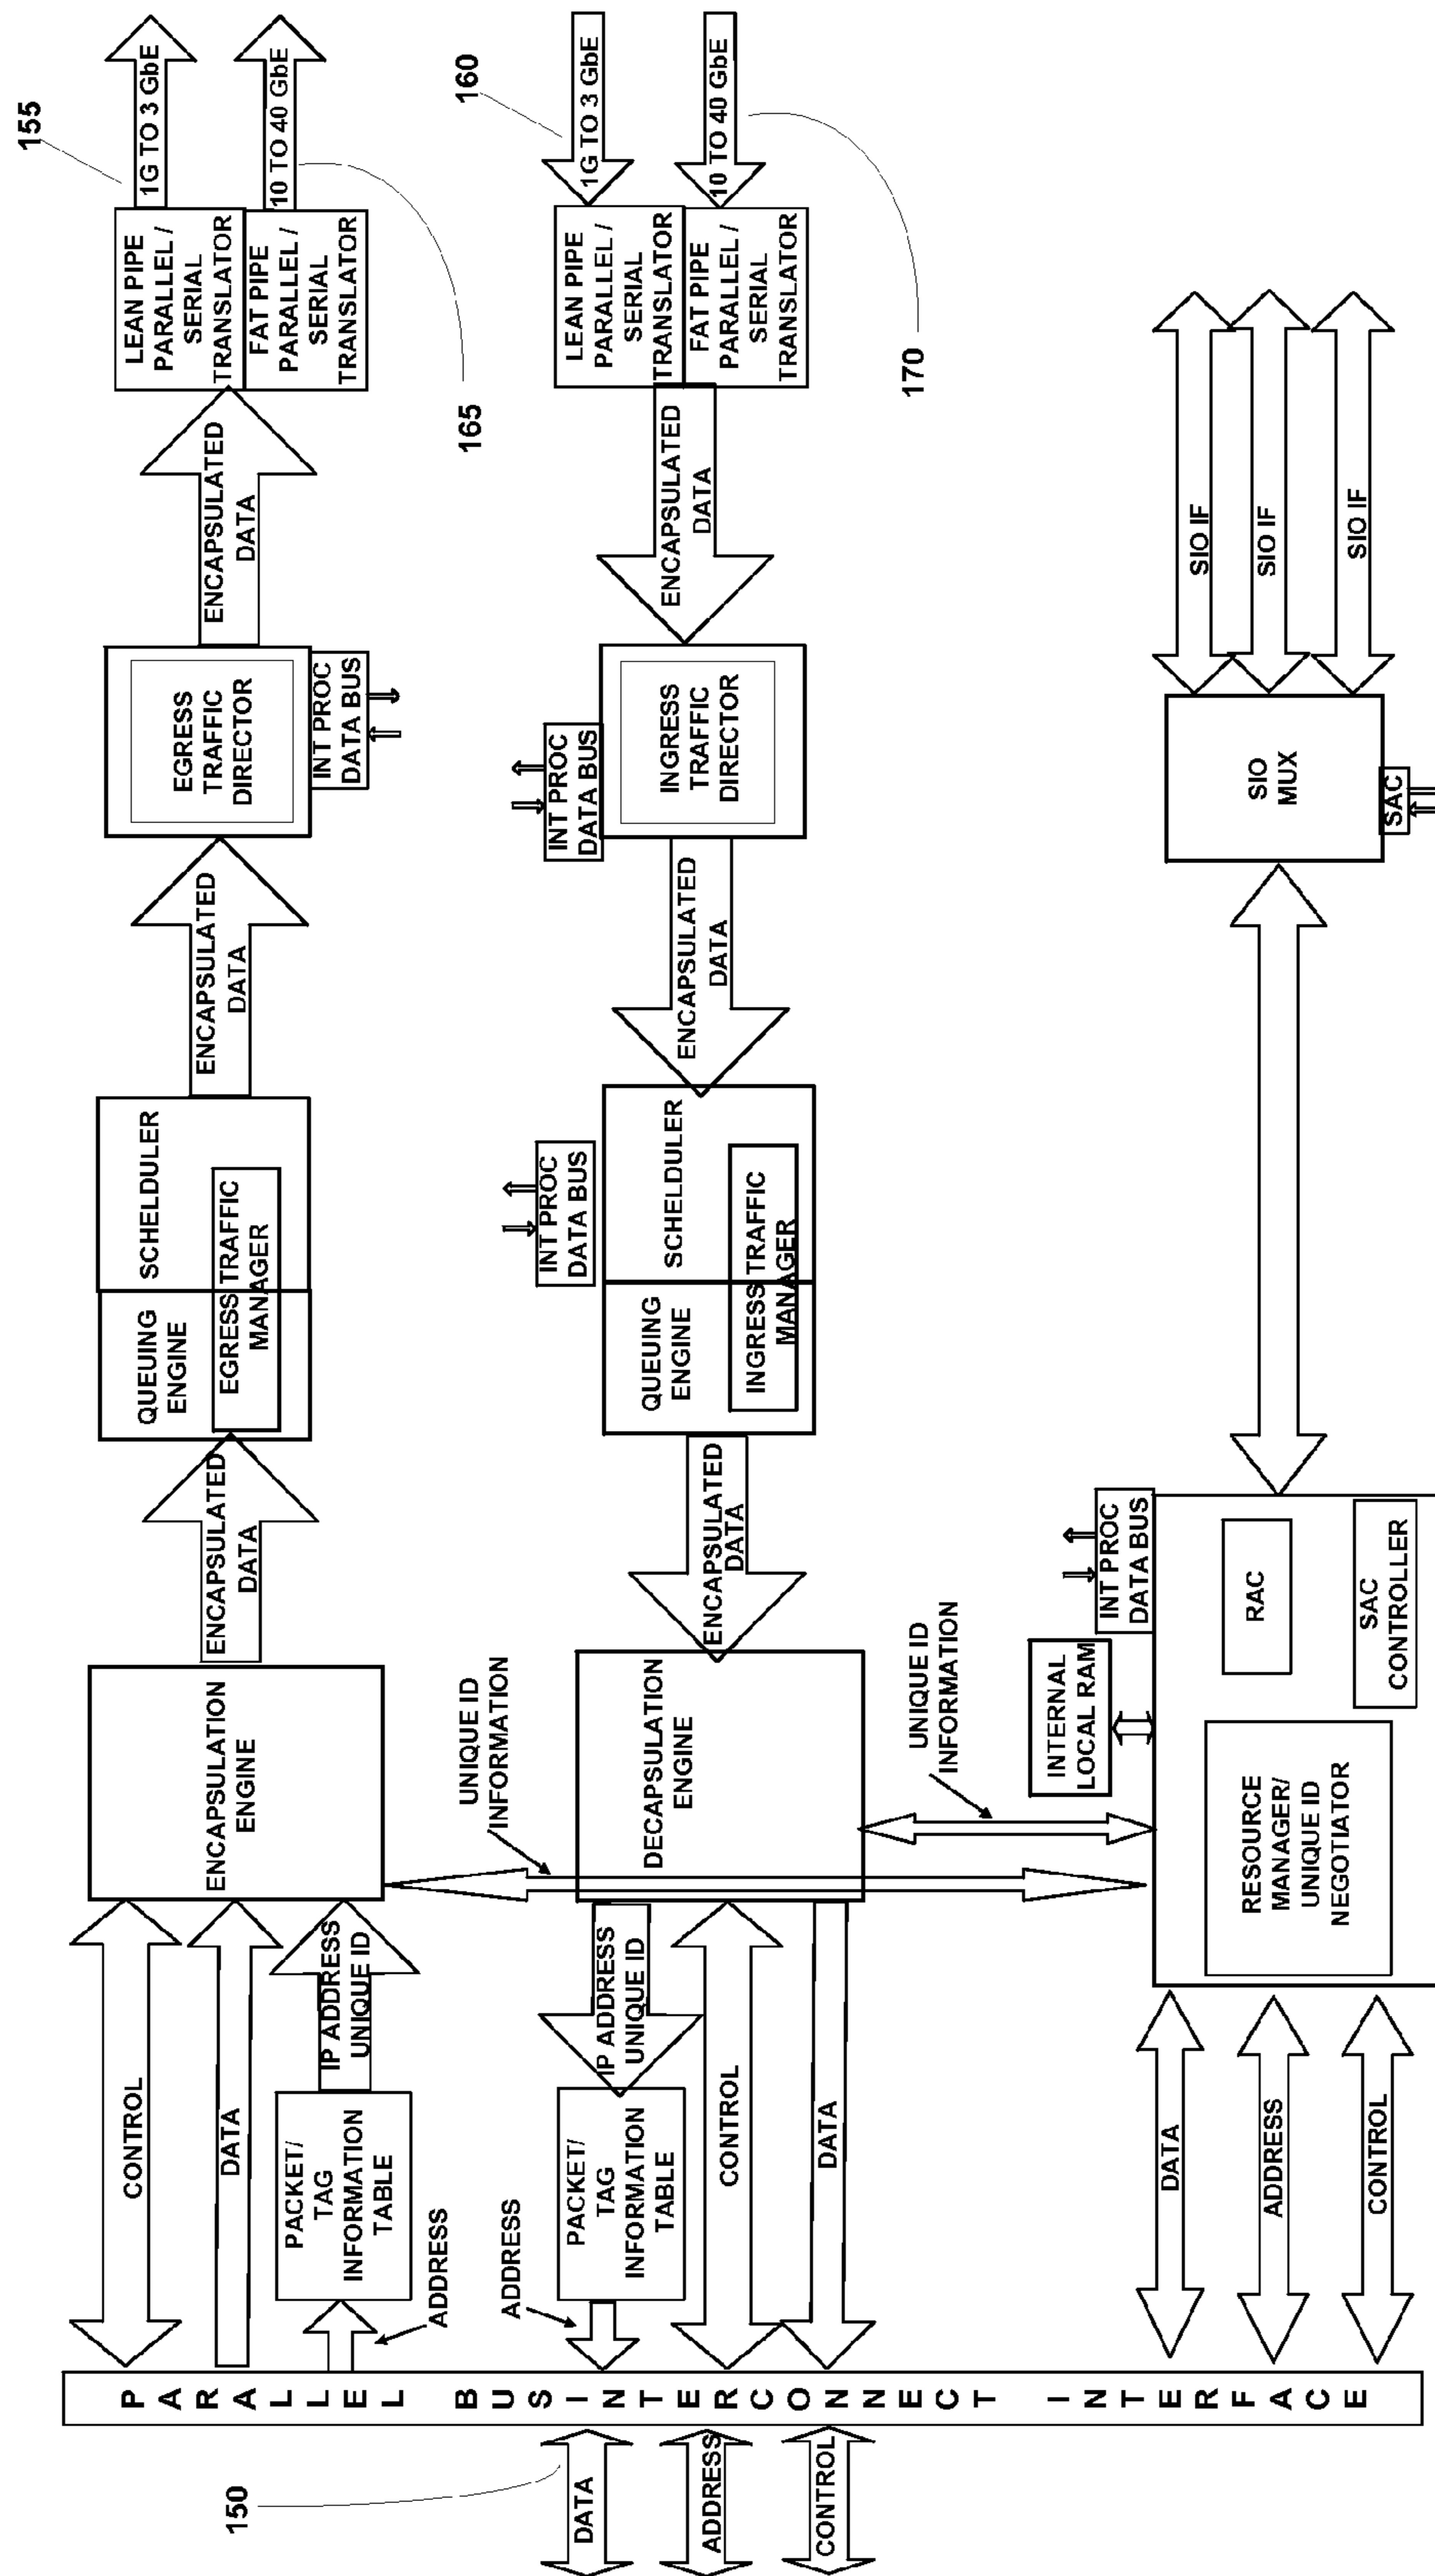 150
DATA
ADDRESS
CONTROL
PARALLEL BUS INTERCONNECT INTERFACE
CONTROL
DATA
ADDRESS
PACKET/
TAG
INFORMATION
TABLE
IP ADDRESS
UNIQUE ID
ENCAPSULATION
ENGINE
ENCAPSULATED
DATA
QUEUING
ENGINE
SCHELDULER
EGRESS TRAFFIC
MANAGER
ENCAPSULATED
DATA
EGRESS
TRAFFIC
DIRECTOR
INT PROC
DATA BUS
ENCAPSULATED
DATA
LEAN PIPE
PARALLEL /
SERIAL
TRANSLATOR
FAT PIPE
PARALLEL /
SERIAL
TRANSLATOR
1G TO 3 GbE
10 TO 40 GbE
155
165
UNIQUE ID
INFORMATION
ADDRESS
PACKET/
TAG
INFORMATION
TABLE
IP ADDRESS
UNIQUE ID
CONTROL
DATA
DECAPSULATION
ENGINE
ENCAPSULATED
DATA
QUEUING
ENGINE
SCHELDULER
INGRESS TRAFFIC
MANAGER
INT PROC
DATA BUS
ENCAPSULATED
DATA
INT PROC
DATA BUS
INGRESS
TRAFFIC
DIRECTOR
ENCAPSULATED
DATA
LEAN PIPE
PARALLEL /
SERIAL
TRANSLATOR
FAT PIPE
PARALLEL /
SERIAL
TRANSLATOR
1G TO 3 GbE
10 TO 40 GbE
160
170
UNIQUE ID
INFORMATION
DATA
ADDRESS
CONTROL
INTERNAL
LOCAL RAM
INT PROC
DATA BUS
RESOURCE
MANAGER/
UNIQUE ID
NEGOTIATOR
RAC
SAC
CONTROLLER
SIO
MUX
SAC
SIO IF
SIO IF
SIO IF